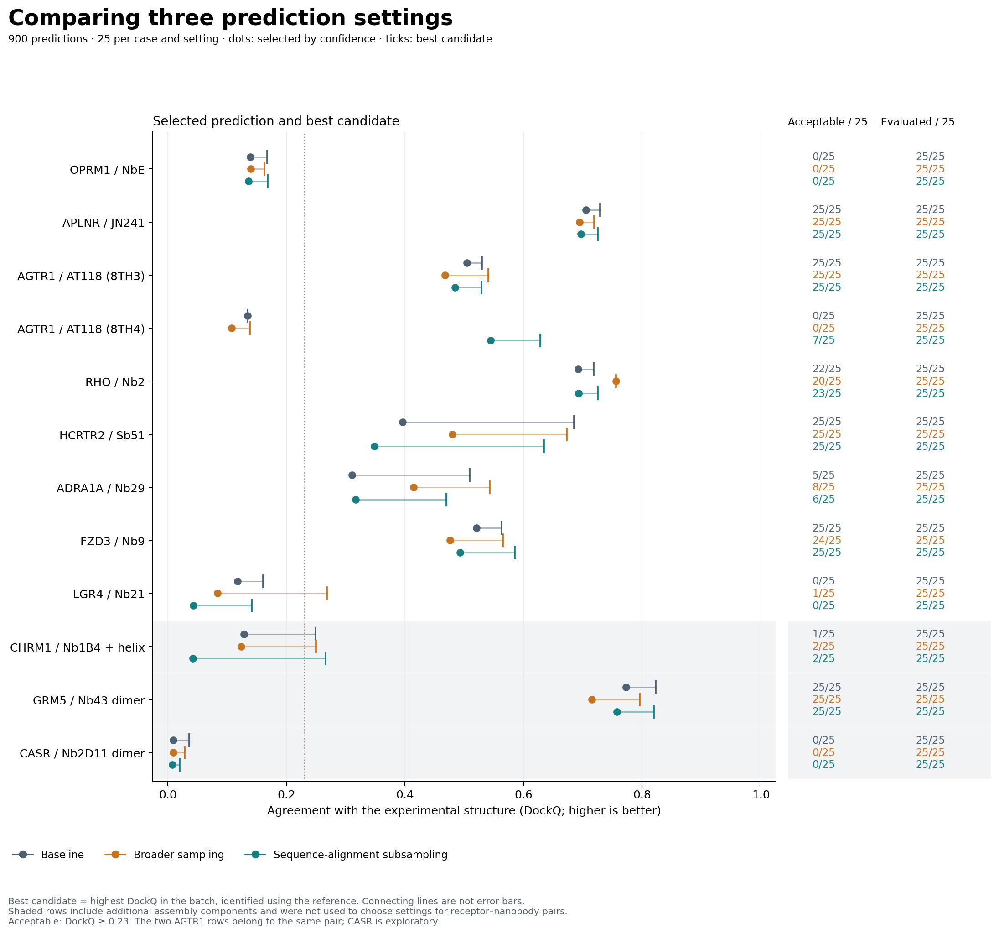 Comparing three prediction settings
900 predictions · 25 per case and setting · dots: selected by confidence · ticks: best candidate
Selected prediction and best candidate
Acceptable / 25 Evaluated / 25
OPRM1 / NbE
0/25 25/25
0/25 25/25
0/25 25/25
APLNR / JN241
25/25 25/25
25/25 25/25
25/25 25/25
AGTR1 / AT118 (8TH3)
25/25 25/25
25/25 25/25
25/25 25/25
AGTR1 / AT118 (8TH4)
0/25 25/25
0/25 25/25
7/25 25/25
RHO / Nb2
22/25 25/25
20/25 25/25
23/25 25/25
HCRTR2 / Sb51
25/25 25/25
25/25 25/25
25/25 25/25
ADRA1A / Nb29
5/25 25/25
8/25 25/25
6/25 25/25
FZD3 / Nb9
25/25 25/25
24/25 25/25
25/25 25/25
LGR4 / Nb21
0/25 25/25
1/25 25/25
0/25 25/25
CHRM1 / Nb1B4 + helix
1/25 25/25
2/25 25/25
2/25 25/25
GRM5 / Nb43 dimer
25/25 25/25
25/25 25/25
25/25 25/25
CASR / Nb2D11 dimer
0/25 25/25
0/25 25/25
0/25 25/25
0.0 0.2 0.4 0.6 0.8 1.0
Agreement with the experimental structure (DockQ; higher is better)
Baseline Broader sampling Sequence-alignment subsampling
Best candidate = highest DockQ in the batch, identified using the reference. Connecting lines are not error bars.
Shaded rows include additional assembly components and were not used to choose settings for receptor–nanobody pairs.
Acceptable: DockQ ≥ 0.23. The two AGTR1 rows belong to the same pair; CASR is exploratory.